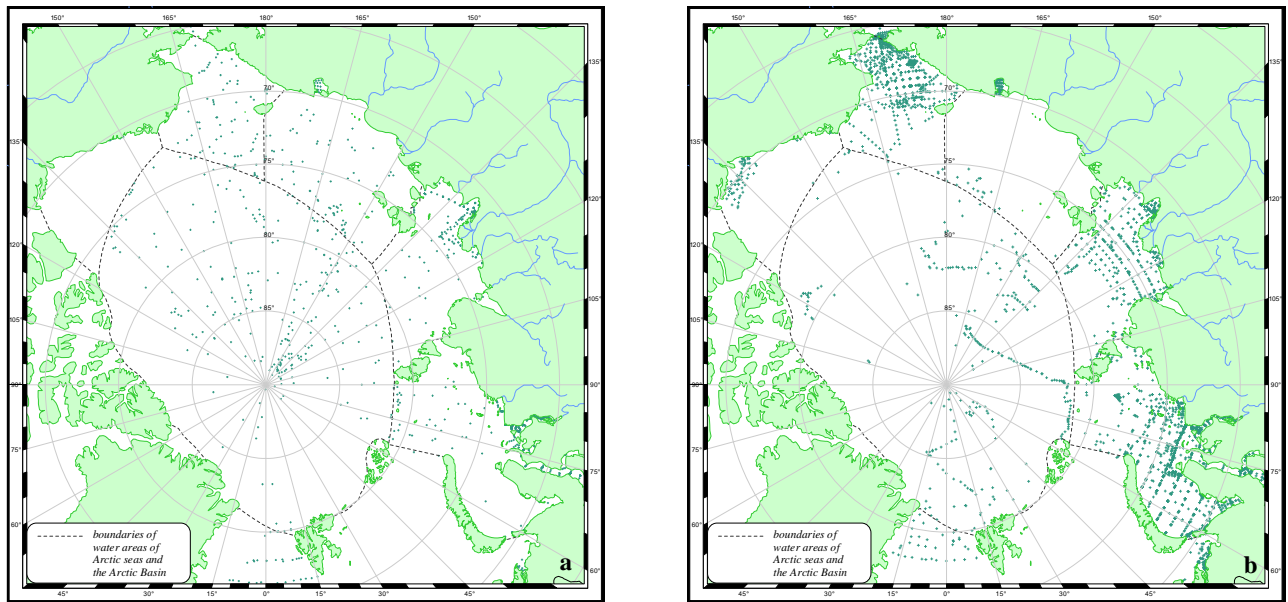 150° 165° 180° 165° 150°
135° 135°
70°
75°
120° 120°
80°
105° 105°
85°
90° 90°
75° 75°
60° 60°
boundaries of
water areas of
Arctic seas and
the Arctic Basin
a
45° 30° 15° 0° 15° 30° 45°
150° 165° 180° 165° 150°
135° 135°
70°
75°
120° 120°
80°
105° 105°
85°
90° 90°
75° 75°
60° 60°
boundaries of
water areas of
Arctic seas and
the Arctic Basin
b
45° 30° 15° 0° 15° 30° 45°